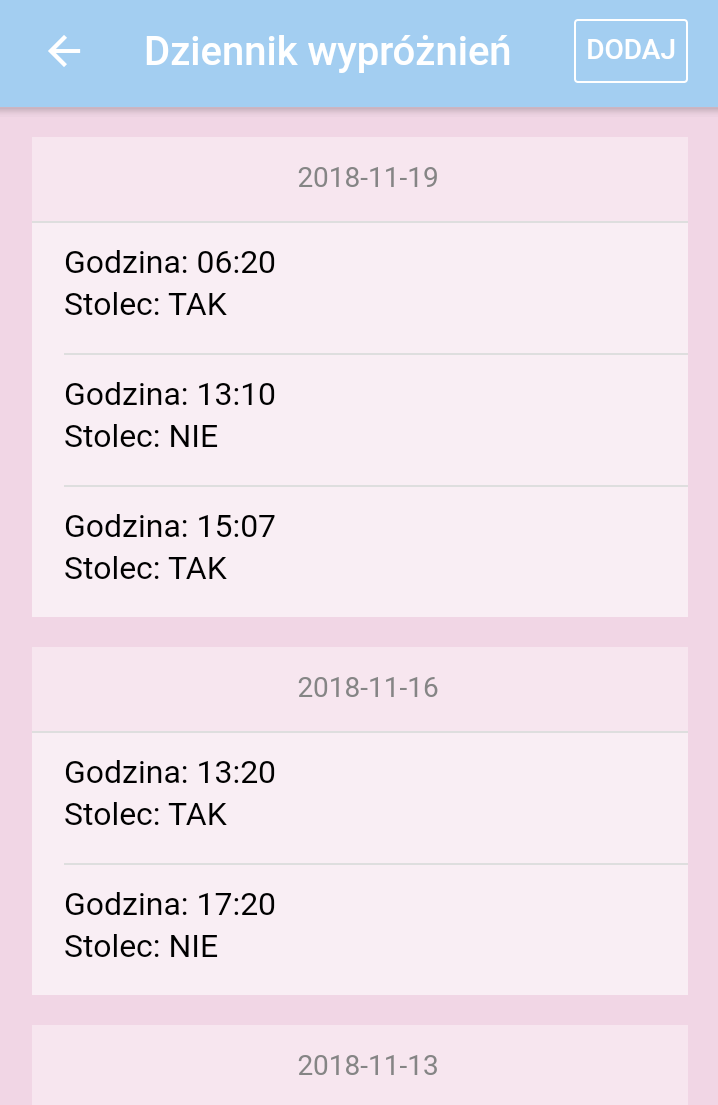 Dziennik wypróżnień
DODAJ
2018-11-19
Godzina: 06:20
Stolec: TAK
Godzina: 13:10
Stolec: NIE
Godzina: 15:07
Stolec: TAK
2018-11-16
Godzina: 13:20
Stolec: TAK
Godzina: 17:20
Stolec: NIE
2018-11-13